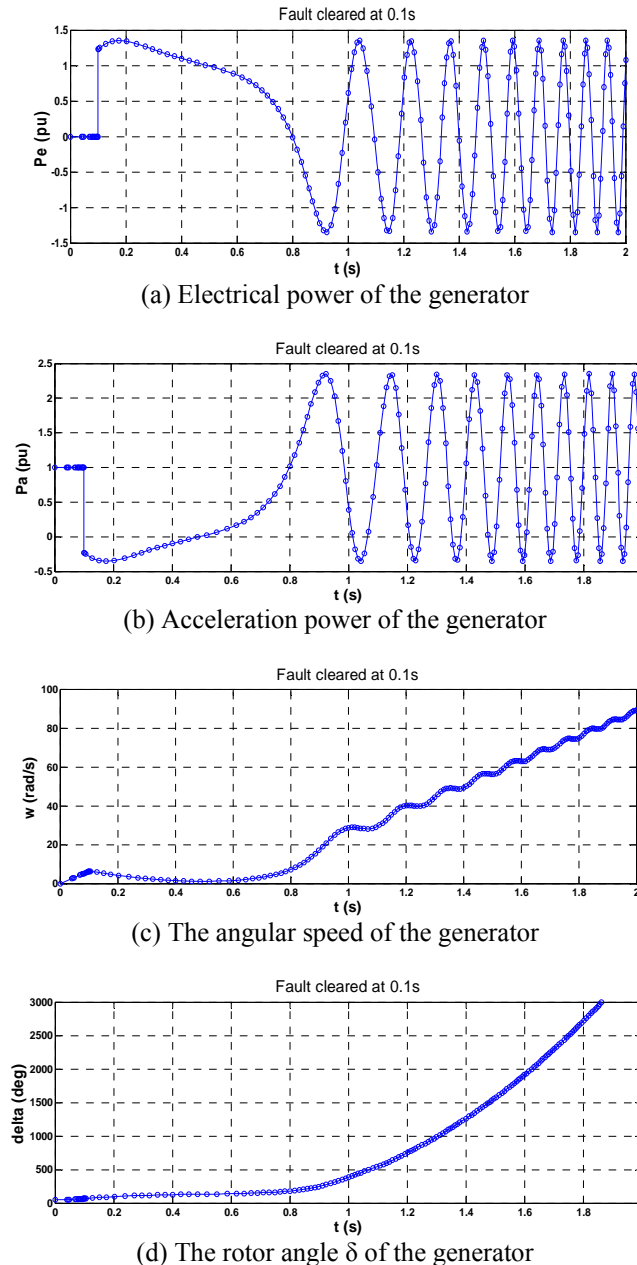 Fault cleared at 0.1s
1.5
1
0.5
0
-0.5
-1
-1.5
Pe (pu)
0 0.2 0.4 0.6 0.8 1 1.2 1.4 1.6 1.8 2
t (s)
(a) Electrical power of the generator
Fault cleared at 0.1s
2.5
2
1.5
1
0.5
0
-0.5
Pa (pu)
0 0.2 0.4 0.6 0.8 1 1.2 1.4 1.6 1.8 2
t (s)
(b) Acceleration power of the generator
Fault cleared at 0.1s
100
80
60
40
20
0
w (rad/s)
0 0.2 0.4 0.6 0.8 1 1.2 1.4 1.6 1.8 2
t (s)
(c) The angular speed of the generator
Fault cleared at 0.1s
3000
2500
2000
1500
1000
500
0
delta (deg)
0 0.2 0.4 0.6 0.8 1 1.2 1.4 1.6 1.8 2
t (s)
(d) The rotor angle δ of the generator